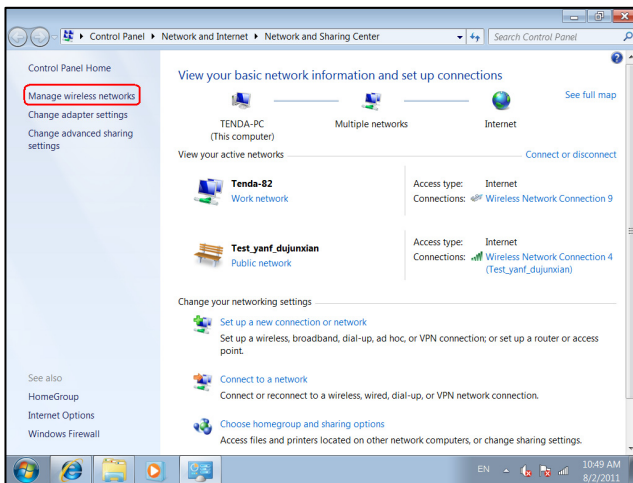 Control Panel ▸ Network and Internet ▸ Network and Sharing Center
Search Control Panel
Control Panel Home
Manage wireless networks
Change adapter settings
Change advanced sharing
settings
See also
HomeGroup
Internet Options
Windows Firewall
View your basic network information and set up connections
See full map
TENDA-PC
(This computer)
Multiple networks
Internet
View your active networks
Connect or disconnect
Tenda-82
Work network
Access type: Internet
Connections: Wireless Network Connection 9
Test_yanf_dujunxian
Public network
Access type: Internet
Connections: Wireless Network Connection 4
(Test_yanf_dujunxian)
Change your networking settings
Set up a new connection or network
Set up a wireless, broadband, dial-up, ad hoc, or VPN connection; or set up a router or access
point.
Connect to a network
Connect or reconnect to a wireless, wired, dial-up, or VPN network connection.
Choose homegroup and sharing options
Access files and printers located on other network computers, or change sharing settings.
EN
10:49 AM
8/2/2011